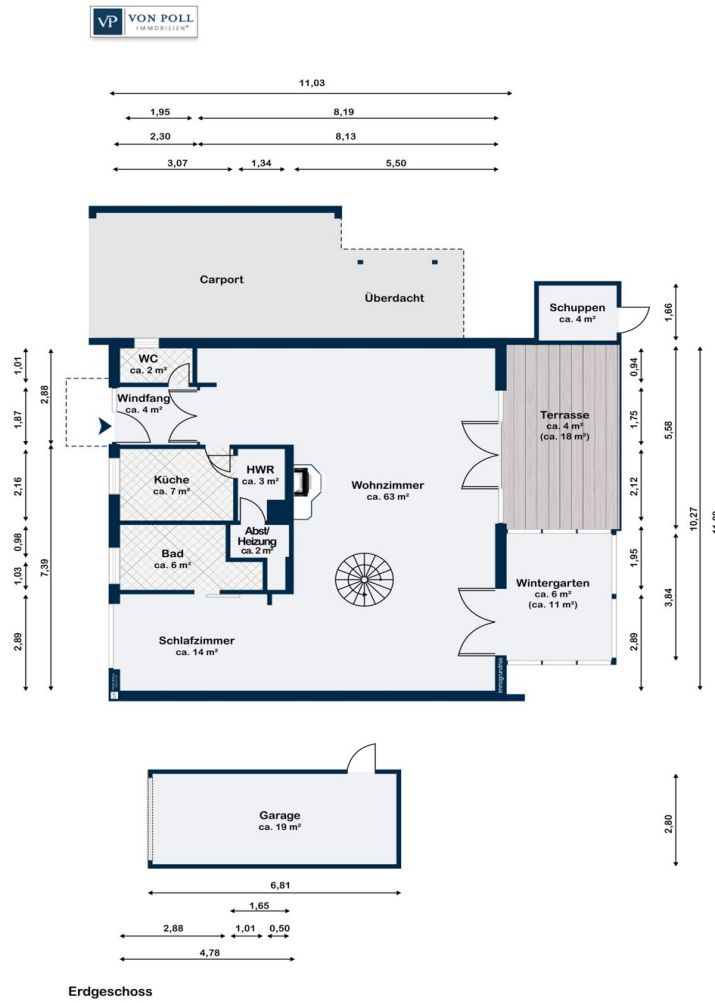 VP VON POLL
IMMOBILIEN®
11,03
1,95 8,19
2,30 8,13
3,07 1,34 5,50
Carport
Überdacht
Schuppen
ca. 4 m²
1,66
WC
ca. 2 m²
1,01
2,88
0,94
Windfang
ca. 4 m²
1,87
Terrasse
ca. 4 m²
(ca. 18 m²)
1,75
5,58
Küche
ca. 7 m²
HWR
ca. 3 m²
Wohnzimmer
ca. 63 m²
2,16
2,12
10,27
Abst/
Heizung
ca. 2 m²
Bad
ca. 6 m²
0,98
1,03
7,39
Wintergarten
ca. 6 m²
(ca. 11 m²)
1,95
3,84
Schlafzimmer
ca. 14 m²
2,89
2,89
VP
Immogrundriss
Garage
ca. 19 m²
2,80
6,81
1,65
2,88 1,01 0,50
4,78
Erdgeschoss